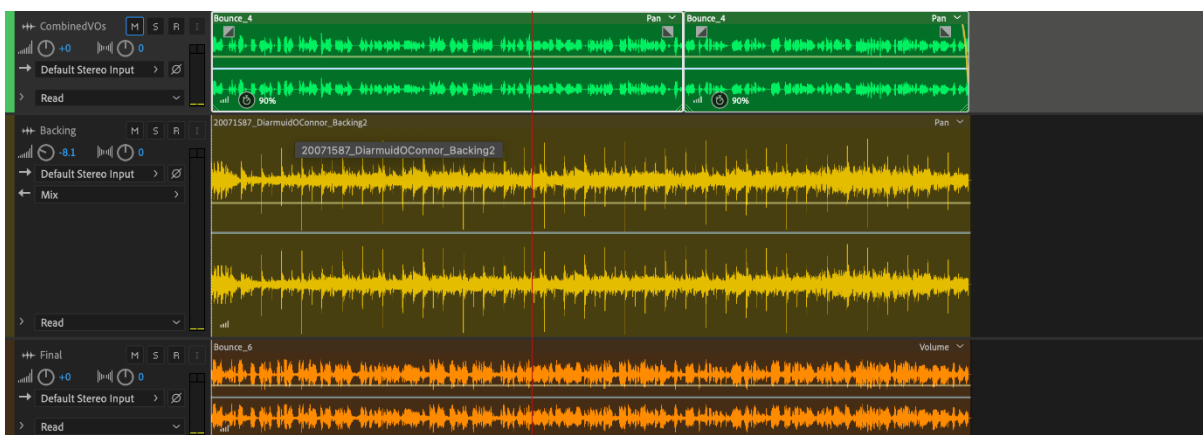 CombinedVOs M S R I
+0 0
Default Stereo Input > Ø
> Read
Bounce_4 Pan
90%
Bounce_4 Pan
90%
Backing M S R I
-8.1 0
Default Stereo Input > Ø
Mix >
> Read
20071587_DiarmuidOConnor_Backing2 Pan
20071587_DiarmuidOConnor_Backing2
Final M S R I
+0 0
Default Stereo Input > Ø
> Read
Bounce_6 Volume